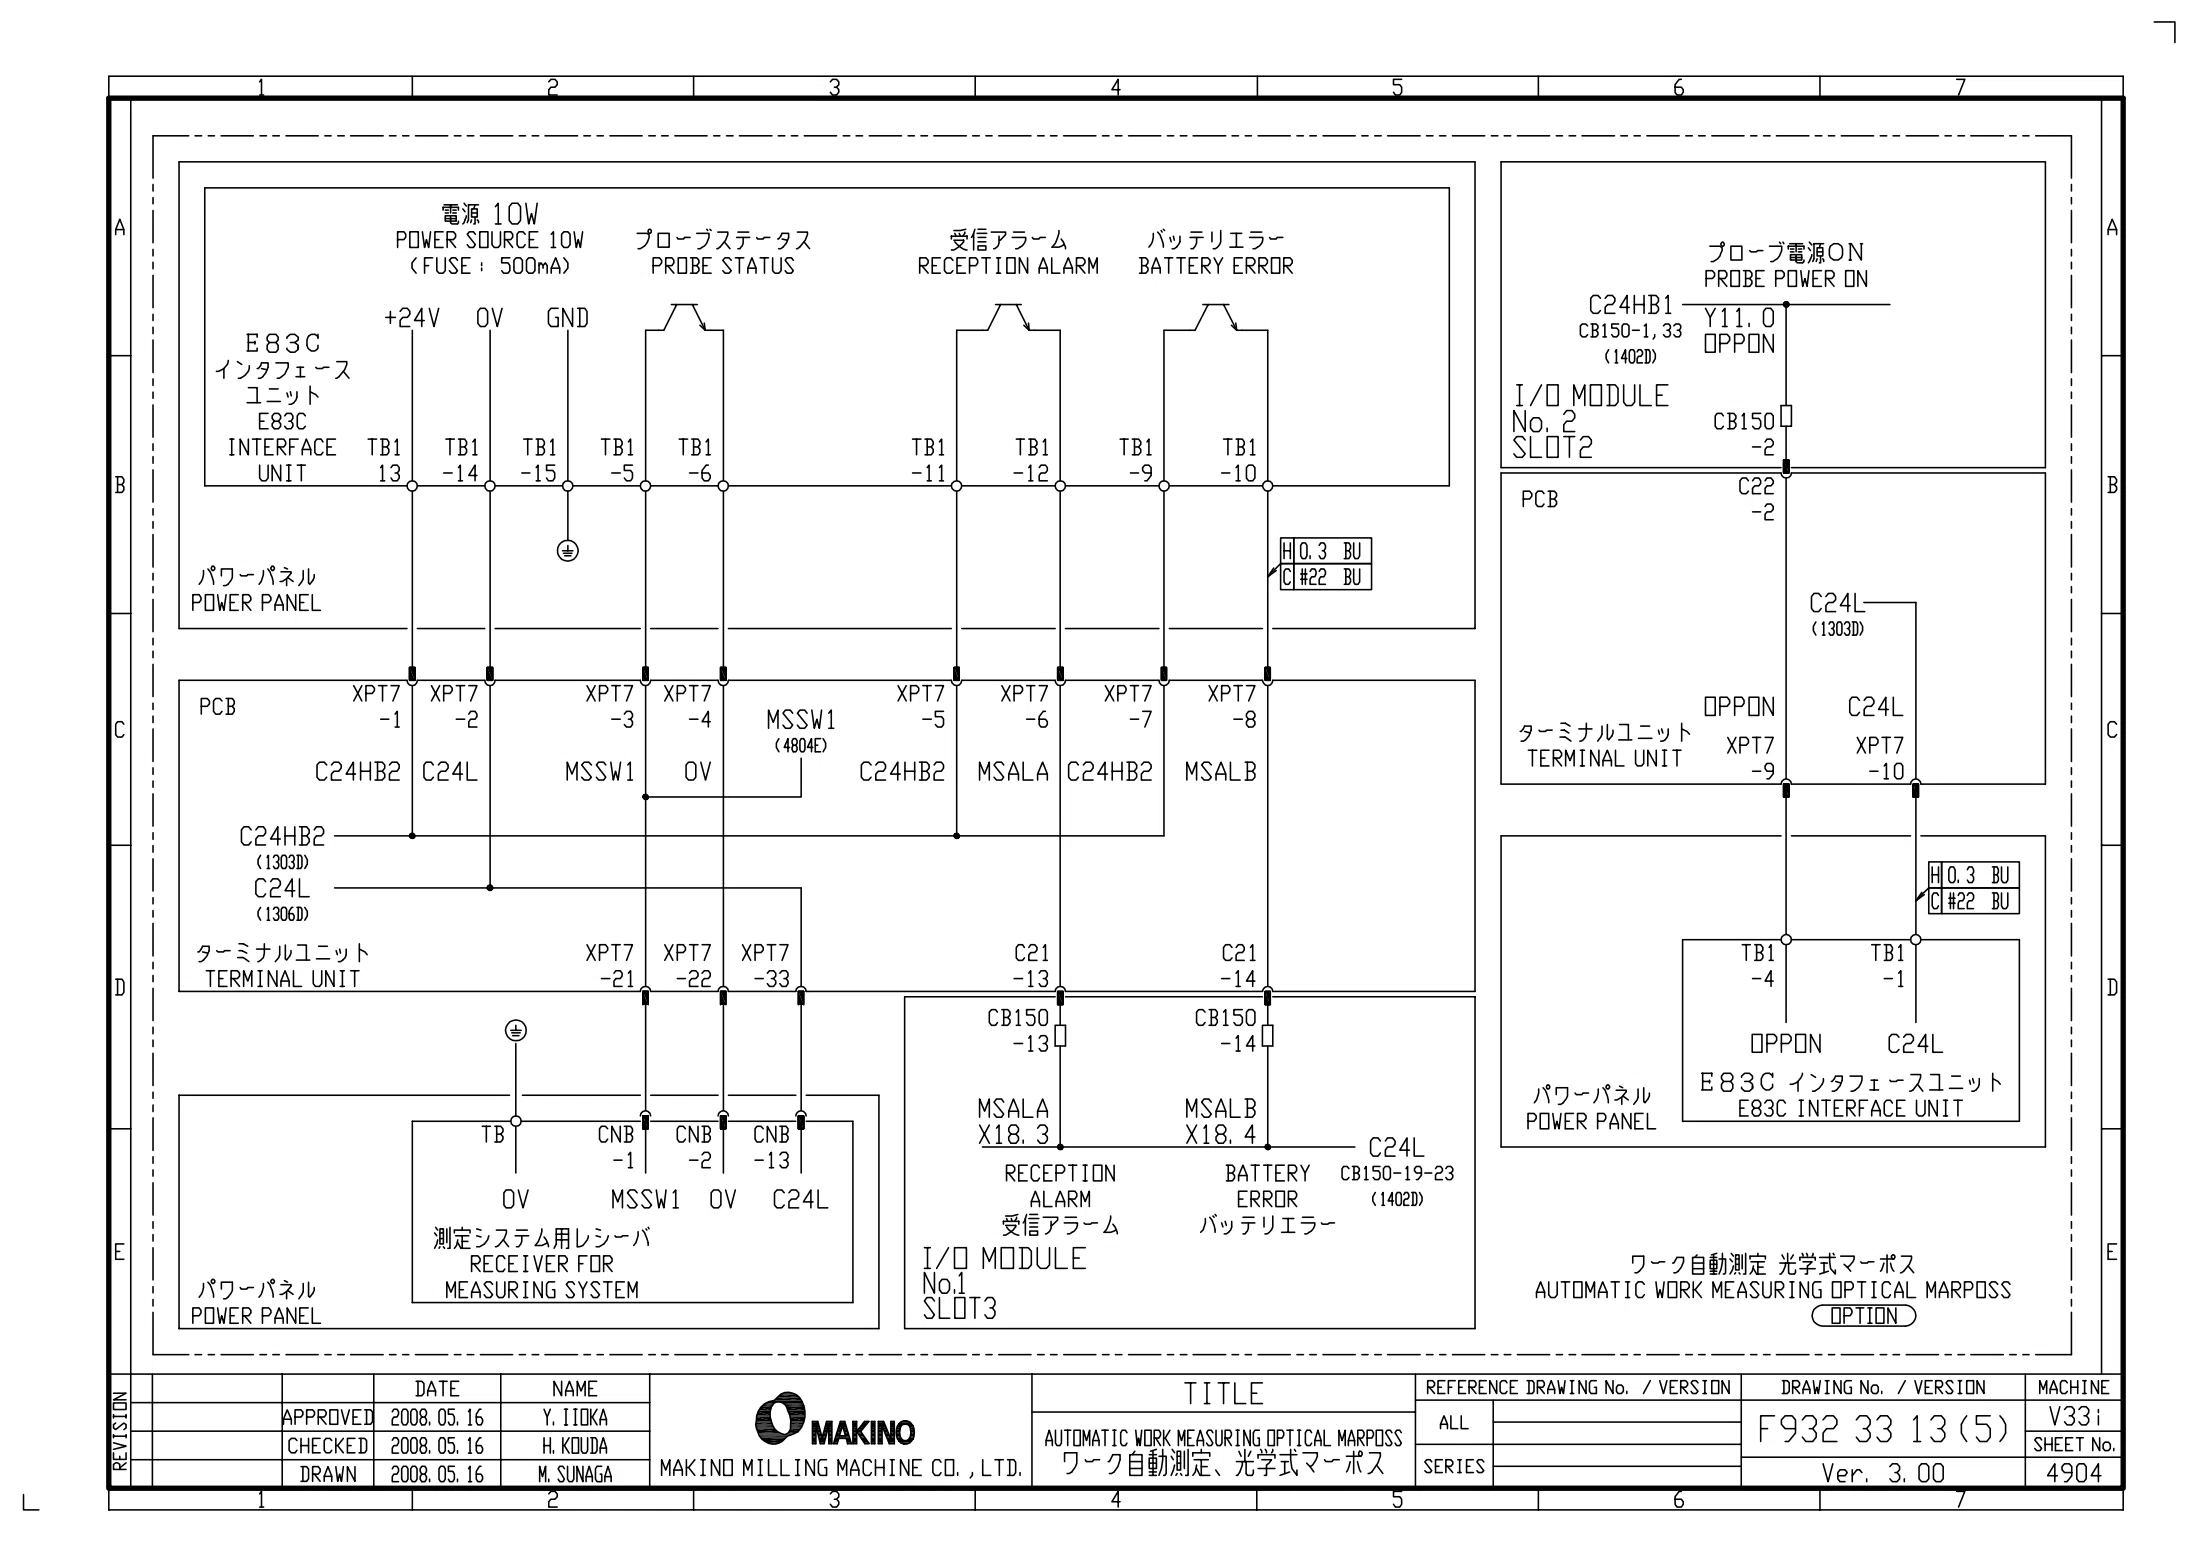 1 2 3 4 5 6 7
A A
B B
C C
D D
E E
電源 10W
POWER SOURCE 10W
(FUSE: 500mA)
プローブステータス
PROBE STATUS
受信アラーム
RECEPTION ALARM
バッテリエラー
BATTERY ERROR
+24V 0V GND
E83C
インタフェース
ユニット
E83C
INTERFACE
UNIT
TB1 TB1 TB1 TB1 TB1 TB1 TB1 TB1 TB1
13 -14 -15 -5 -6 -11 -12 -9 -10
H 0.3 BU
C #22 BU
パワーパネル
POWER PANEL
PCB
XPT7 XPT7 XPT7 XPT7 XPT7 XPT7 XPT7 XPT7
-1 -2 -3 -4 -5 -6 -7 -8
MSSW1
(4804E)
C24HB2 C24L MSSW1 0V C24HB2 MSALA C24HB2 MSALB
C24HB2
(1303D)
C24L
(1306D)
ターミナルユニット
TERMINAL UNIT
XPT7 XPT7 XPT7 C21 C21
-21 -22 -33 -13 -14
TB CNB CNB CNB
-1 -2 -13
0V MSSW1 0V C24L
測定システム用レシーバ
RECEIVER FOR
MEASURING SYSTEM
パワーパネル
POWER PANEL
CB150 CB150
-13 -14
MSALA MSALB
X18.3 X18.4
C24L
CB150-19-23
(1402D)
RECEPTION
ALARM
受信アラーム
BATTERY
ERROR
バッテリエラー
I/O MODULE
No.1
SLOT3
プローブ電源ON
PROBE POWER ON
C24HB1
CB150-1,33
(1402D)
Y11.0
OPPON
I/O MODULE
No.2
SLOT2
CB150
-2
PCB
C22
-2
C24L
(1303D)
OPPON C24L
XPT7 XPT7
-9 -10
ターミナルユニット
TERMINAL UNIT
H 0.3 BU
C #22 BU
TB1 TB1
-4 -1
OPPON C24L
E83C インタフェースユニット
E83C INTERFACE UNIT
パワーパネル
POWER PANEL
ワーク自動測定 光学式マーポス
AUTOMATIC WORK MEASURING OPTICAL MARPOSS
OPTION
REVISION
DATE NAME
APPROVED 2008.05.16 Y. IIOKA
CHECKED 2008.05.16 H. KOUDA
DRAWN 2008.05.16 M. SUNAGA
MAKINO
MAKINO MILLING MACHINE CO.,LTD.
TITLE
AUTOMATIC WORK MEASURING OPTICAL MARPOSS
ワーク自動測定、光学式マーポス
REFERENCE DRAWING No. / VERSION
ALL
SERIES
DRAWING No. / VERSION
F932 33 13(5)
Ver. 3.00
MACHINE
V33i
SHEET No.
4904
1 2 3 4 5 6 7